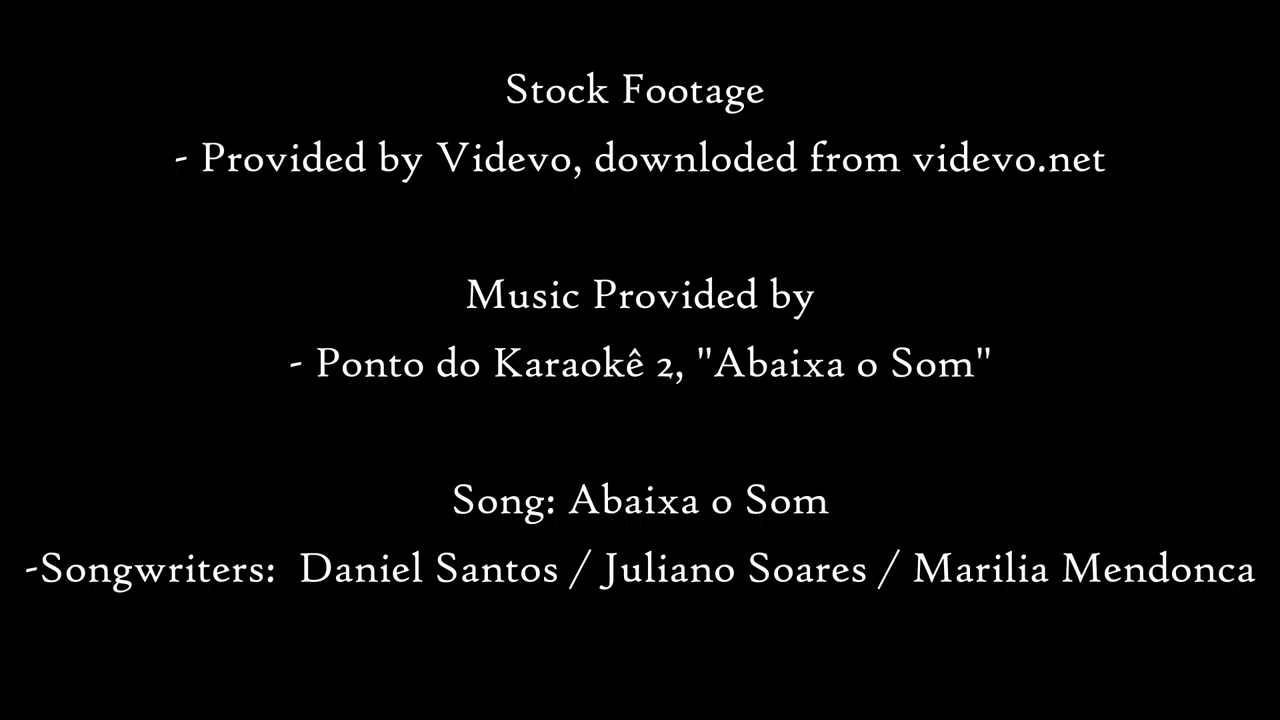 Stock Footage
- Provided by Videvo, downloded from videvo.net
Music Provided by
- Ponto do Karaokê 2, "Abaixa o Som"
Song: Abaixa o Som
-Songwriters:  Daniel Santos / Juliano Soares / Marilia Mendonca